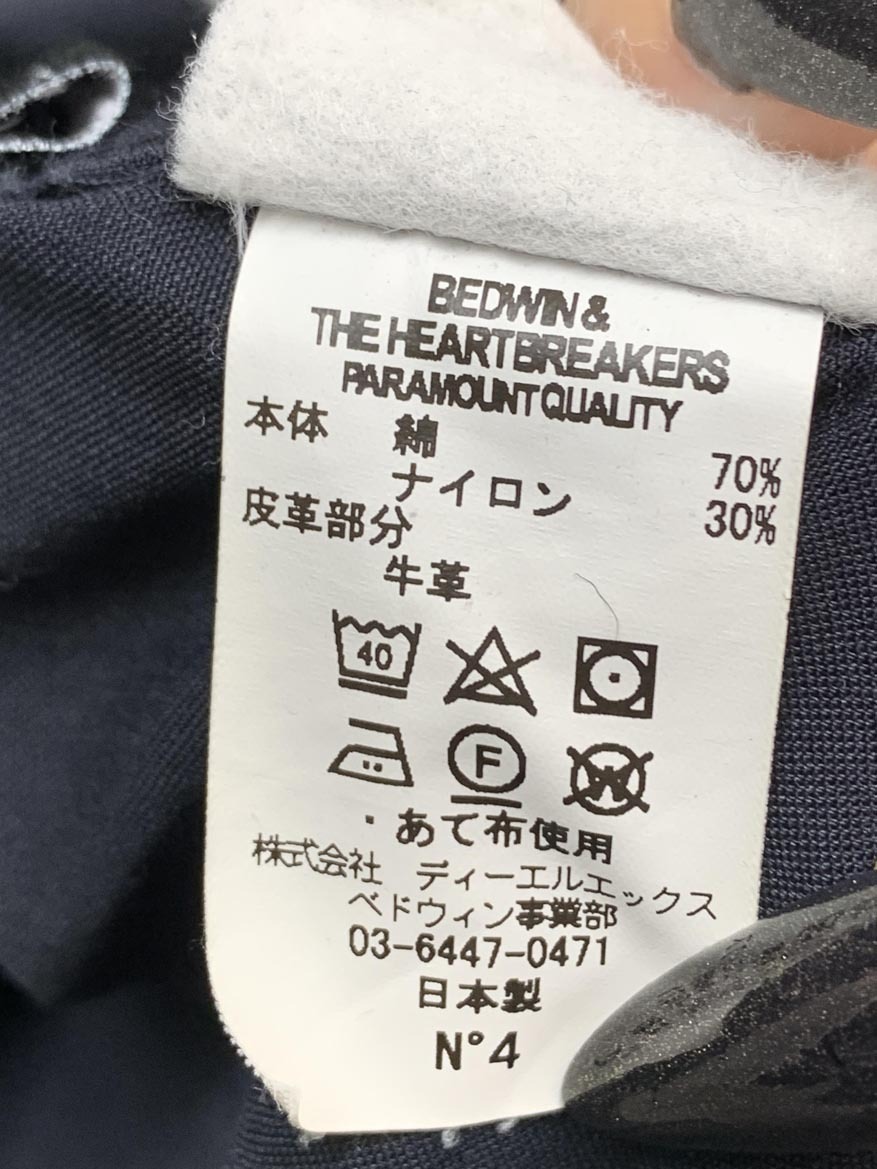 BEDWIN &
THE HEARTBREAKERS
PARAMOUNT QUALITY
本体 綿 70%
ナイロン 30%
皮革部分
牛革
40
F
W
・あて布使用
株式会社 ディーエルエックス
ベドウィン事業部
03-6447-0471
日本製
N°4